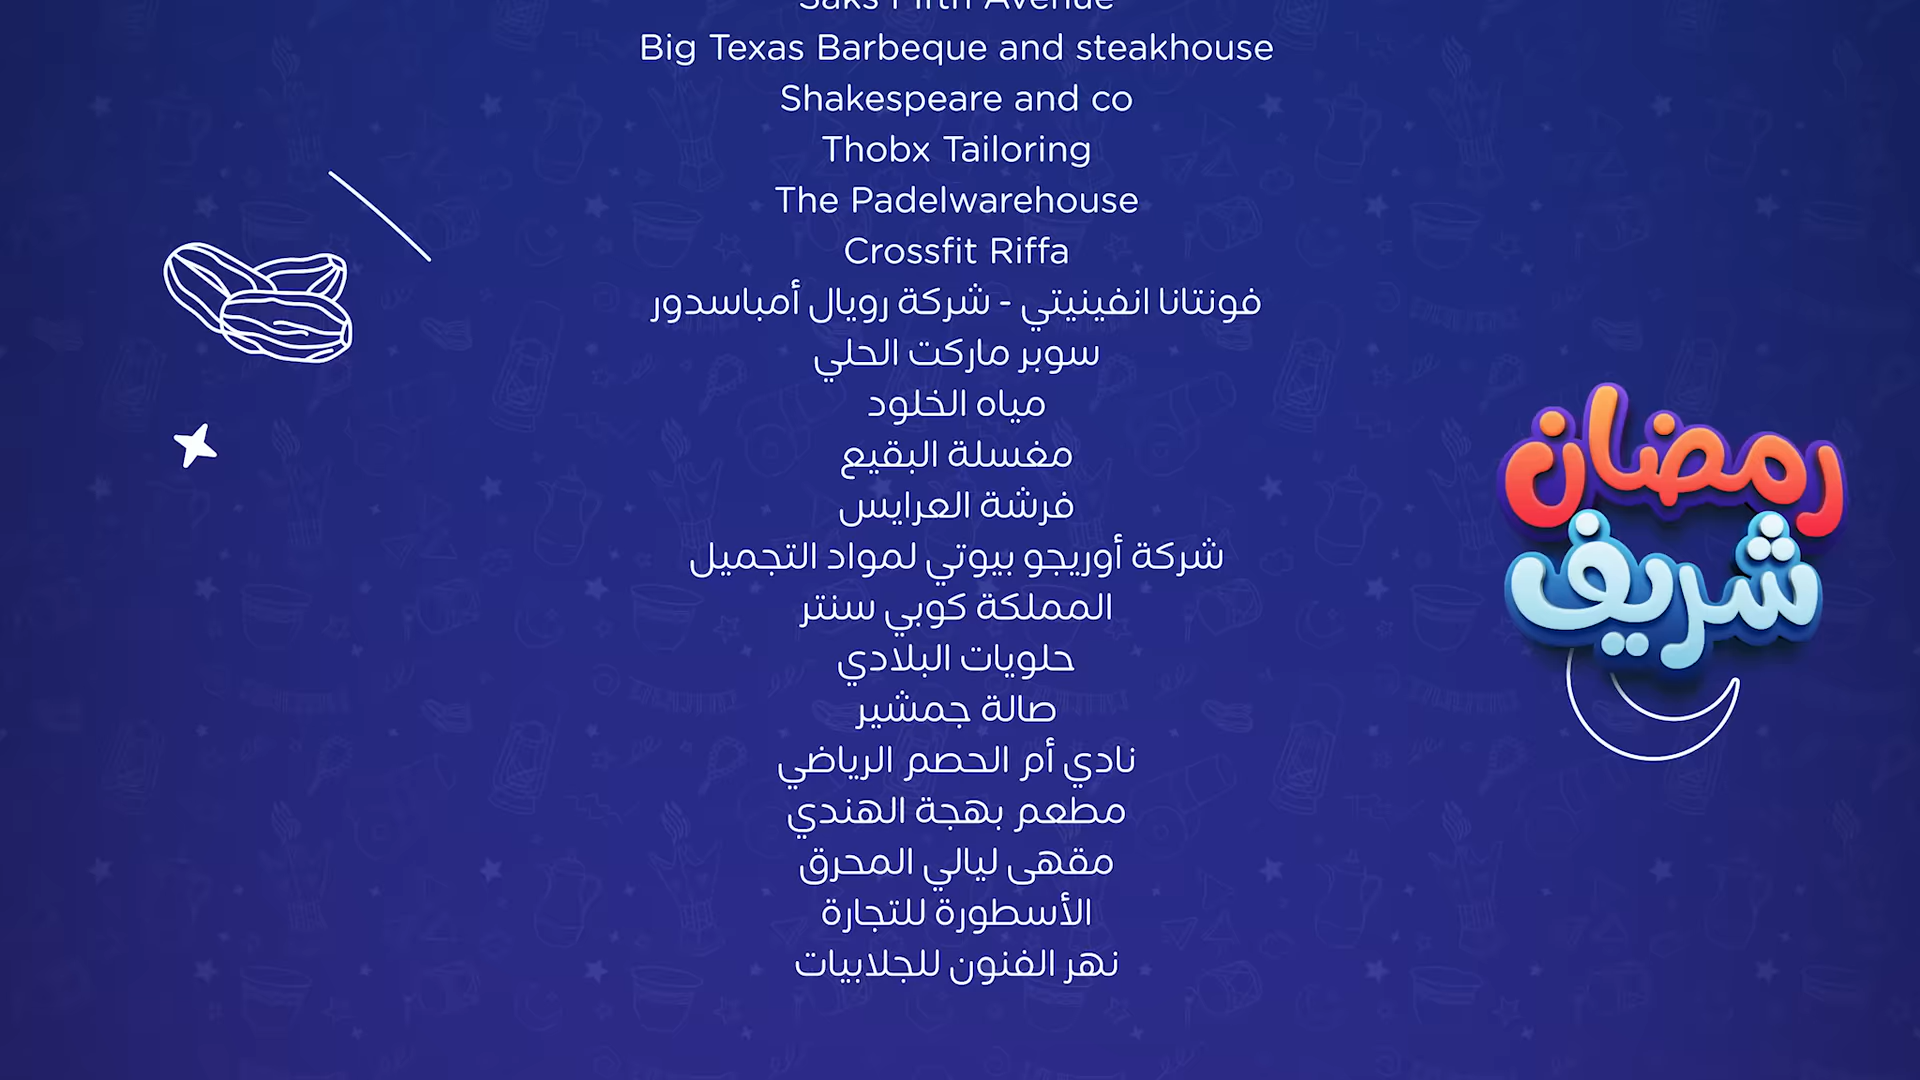 Saks Fifth Avenue
Big Texas Barbeque and steakhouse
Shakespeare and co
Thobx Tailoring
The Padelwarehouse
Crossfit Riffa
فونتانا انفينيتي - شركة رويال أمباسدور
سوبر ماركت الحلي
مياه الخلود
مغسلة البقيع
فرشة العرايس
شركة أوريجو بيوتي لمواد التجميل
المملكة كوبي سنتر
حلويات البلادي
صالة جمشير
نادي أم الحصم الرياضي
مطعم بهجة الهندي
مقهى ليالي المحرق
الأسطورة للتجارة
نهر الفنون للجلابيات
رمضان
شريف